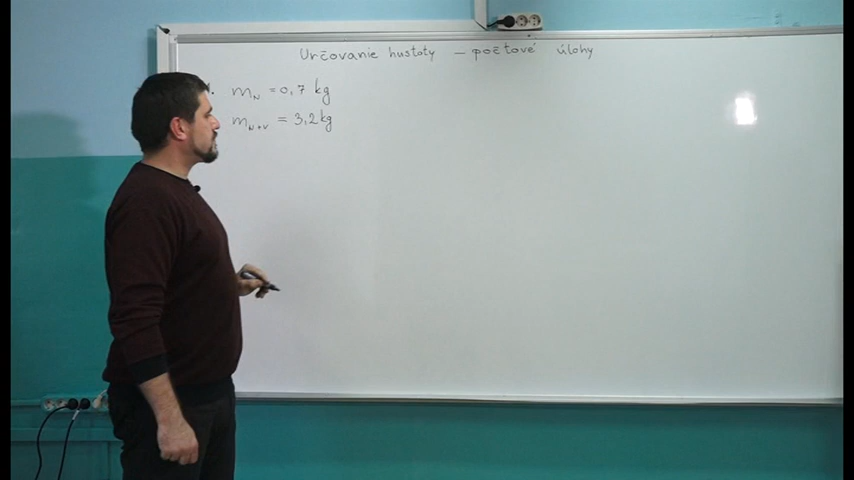 Určovanie hustoty – počtové úlohy
m_N = 0,7 kg
m_N+V = 3,2 kg